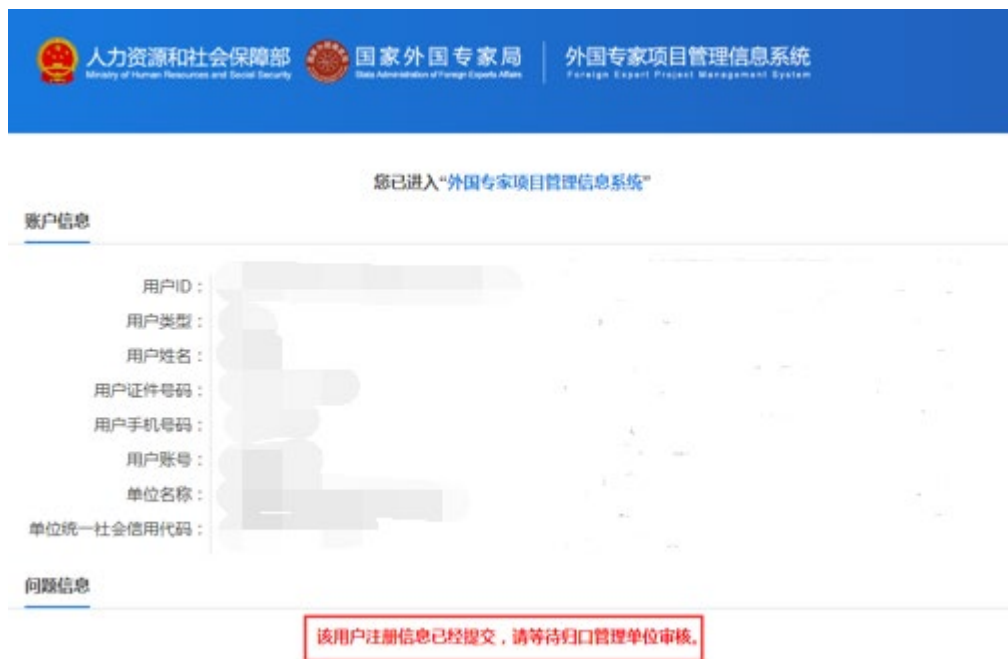 人力资源和社会保障部
Ministry of Human Resources and Social Security
国家外国专家局
State Administration of Foreign Experts Affairs
外国专家项目管理信息系统
Foreign Expert Project Management System
您已进入“外国专家项目管理信息系统”
账户信息
用户ID：
用户类型：
用户姓名：
用户证件号码：
用户手机号码：
用户账号：
单位名称：
单位统一社会信用代码：
问题信息
该用户注册信息已经提交，请等待归口管理单位审核。